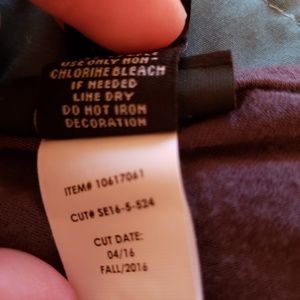 USE ONLY NON-
CHLORINE BLEACH
IF NEEDED
LINE DRY
DO NOT IRON
DECORATION
ITEM# 10617061
CUT# SE16-5-524
CUT DATE:
04/16
FALL/2016